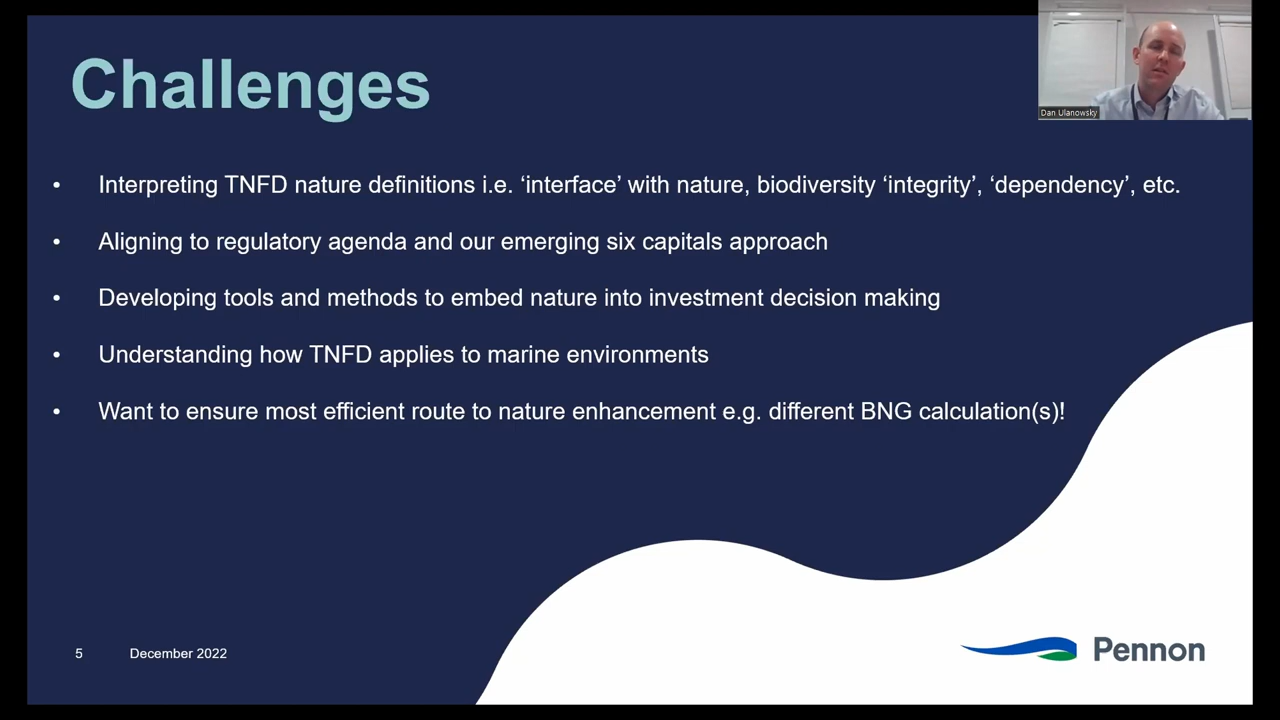 Challenges
Dan Ulanowsky
• Interpreting TNFD nature definitions i.e. ‘interface’ with nature, biodiversity ‘integrity’, ‘dependency’, etc.
• Aligning to regulatory agenda and our emerging six capitals approach
• Developing tools and methods to embed nature into investment decision making
• Understanding how TNFD applies to marine environments
• Want to ensure most efficient route to nature enhancement e.g. different BNG calculation(s)!
5 December 2022
Pennon